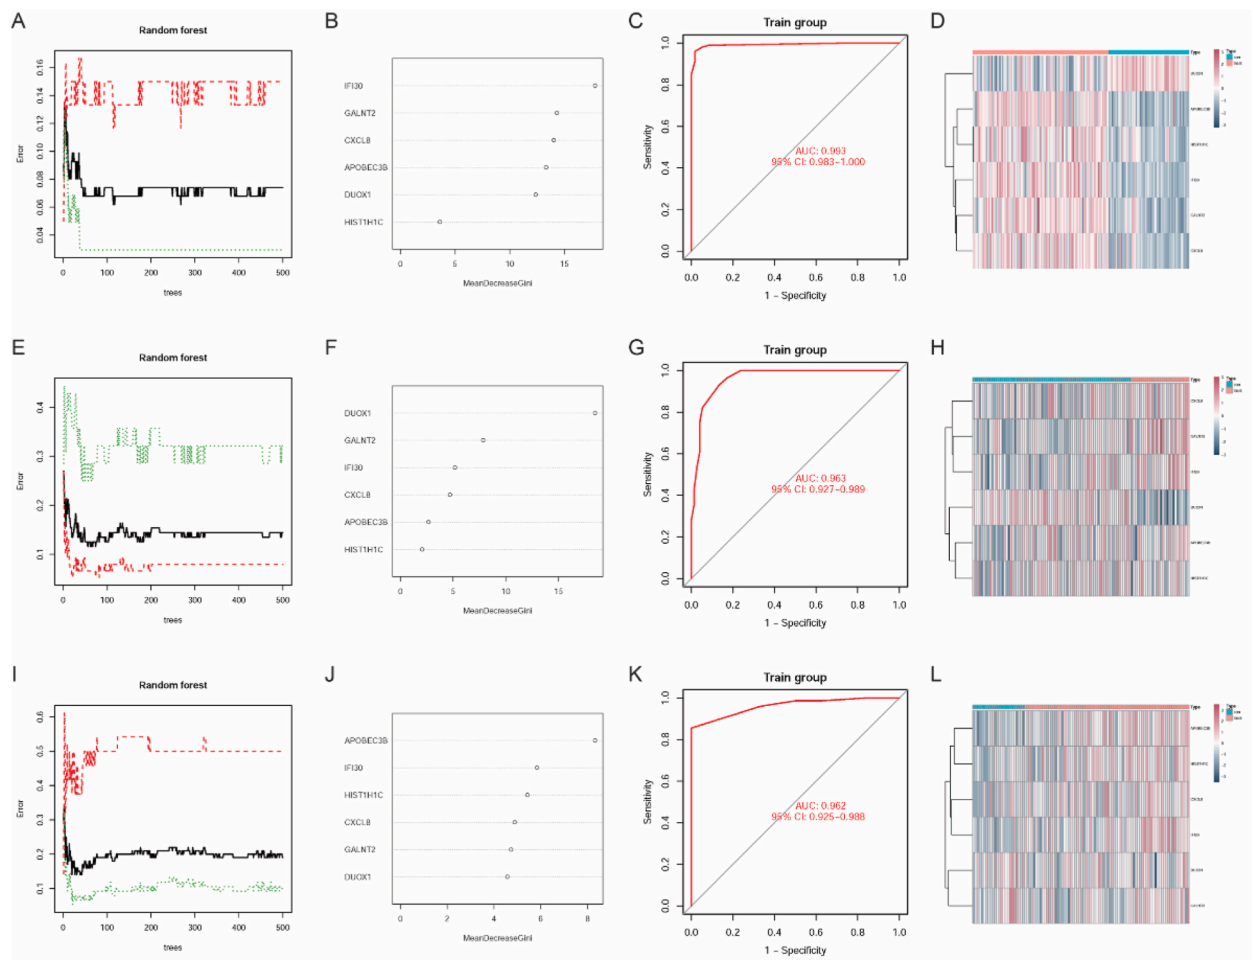 A
Random forest
0.16
0.14
0.12
0.10
0.08
0.06
0.04
Error
0 100 200 300 400 500
trees
B
IFI30
GALNT2
CXCL8
APOBEC3B
DUOX1
HIST1H1C
0 5 10 15
MeanDecreaseGini
C
Train group
1.0
0.8
0.6
0.4
0.2
0.0
Sensitivity
AUC: 0.993
95% CI: 0.983–1.000
0.0 0.2 0.4 0.6 0.8 1.0
1 – Specificity
D
Type
Type
E
Random forest
0.4
0.3
0.2
0.1
Error
0 100 200 300 400 500
trees
F
DUOX1
GALNT2
IFI30
CXCL8
APOBEC3B
HIST1H1C
0 5 10 15
MeanDecreaseGini
G
Train group
1.0
0.8
0.6
0.4
0.2
0.0
Sensitivity
AUC: 0.963
95% CI: 0.927–0.989
0.0 0.2 0.4 0.6 0.8 1.0
1 – Specificity
H
Type
Type
I
Random forest
0.6
0.5
0.4
0.3
0.2
0.1
Error
0 100 200 300 400 500
trees
J
APOBEC3B
IFI30
HIST1H1C
CXCL8
GALNT2
DUOX1
0 2 4 6 8
MeanDecreaseGini
K
Train group
1.0
0.8
0.6
0.4
0.2
0.0
Sensitivity
AUC: 0.962
95% CI: 0.925–0.988
0.0 0.2 0.4 0.6 0.8 1.0
1 – Specificity
L
Type
Type